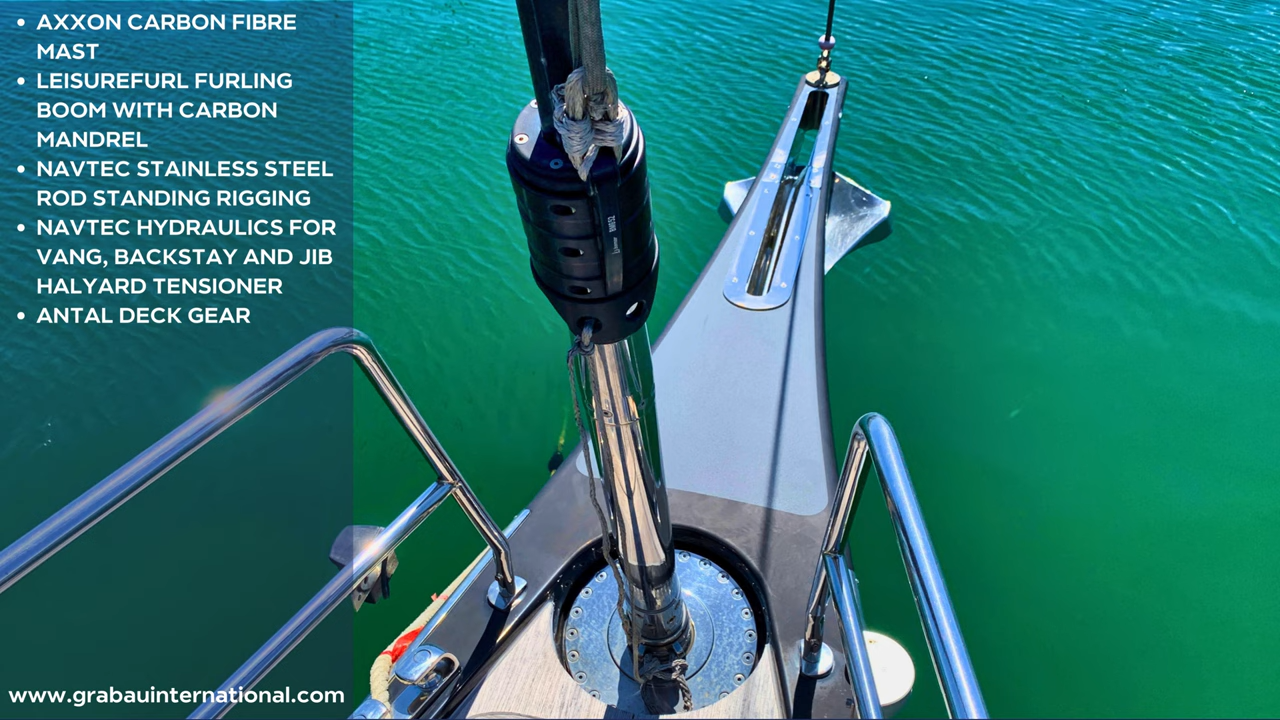 • AXXON CARBON FIBRE
MAST
• LEISUREFURL FURLING
BOOM WITH CARBON
MANDREL
• NAVTEC STAINLESS STEEL
ROD STANDING RIGGING
• NAVTEC HYDRAULICS FOR
VANG, BACKSTAY AND JIB
HALYARD TENSIONER
• ANTAL DECK GEAR
www.grabauinternational.com